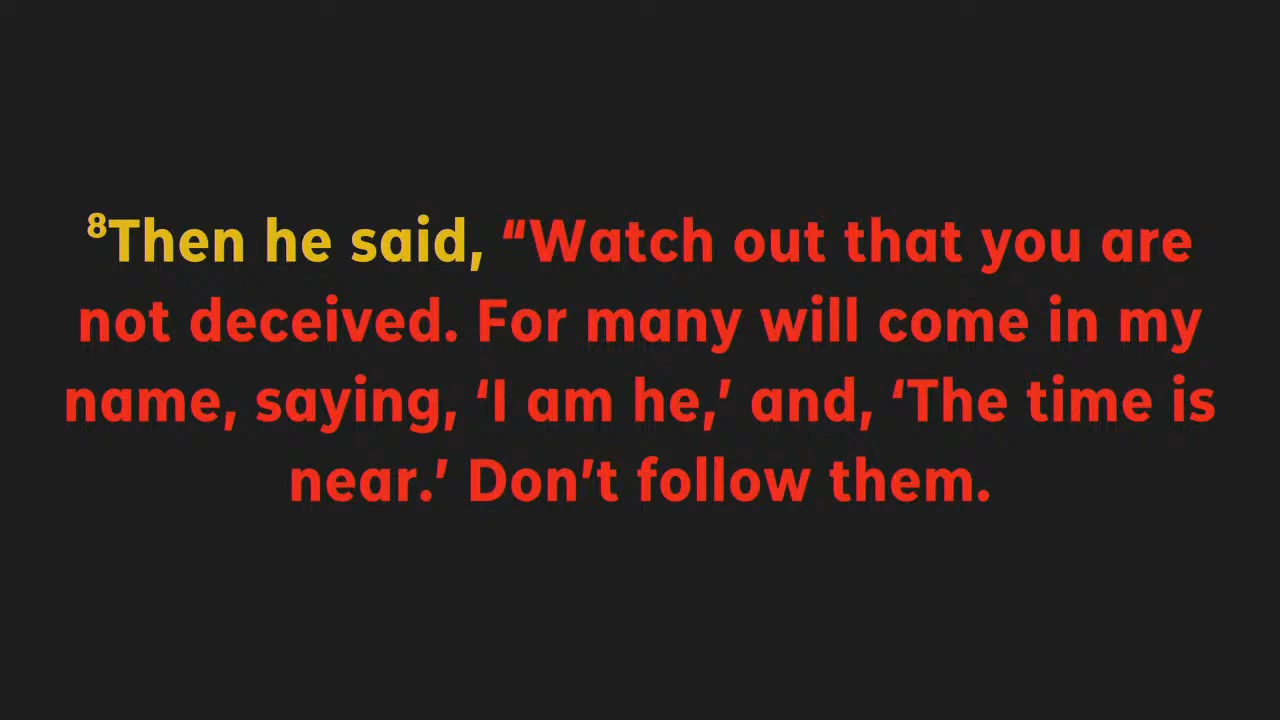 ⁸Then he said, “Watch out that you are
not deceived. For many will come in my
name, saying, ‘I am he,’ and, ‘The time is
near.’ Don’t follow them.